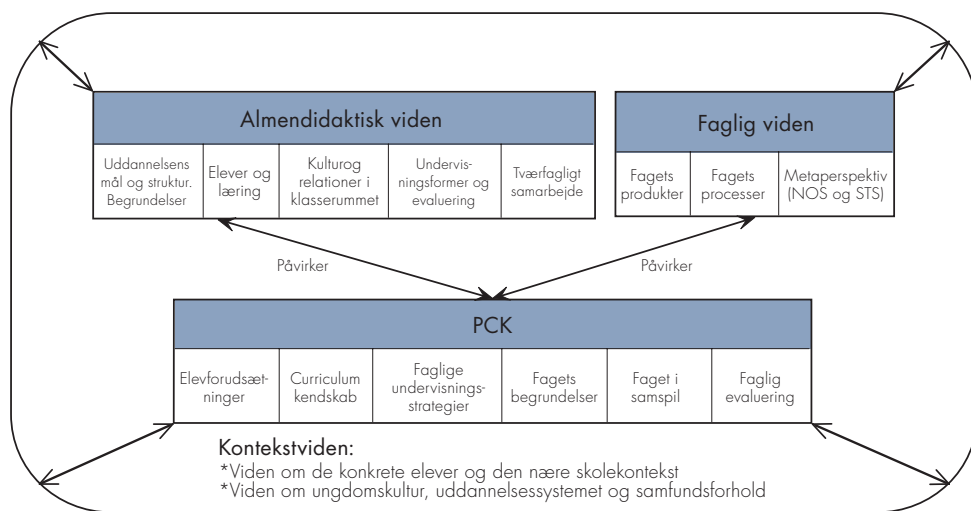 Almendidaktisk viden
Uddannelsens
mål og struktur.
Begrundelser
Elever og
læring
Kulturog
relationer i
klasserummet
Undervis-
ningsformer og
evaluering
Tværfagligt
samarbejde
Faglig viden
Fagets
produkter
Fagets
processer
Metaperspektiv
(NOS og STS)
Påvirker
Påvirker
PCK
Elevforudsæt-
ninger
Curriculum
kendskab
Faglige
undervisnings-
strategier
Fagets
begrundelser
Faget i
samspil
Faglig
evaluering
Kontekstviden:
*Viden om de konkrete elever og den nære skolekontekst
*Viden om ungdomskultur, uddannelsessystemet og samfundsforhold